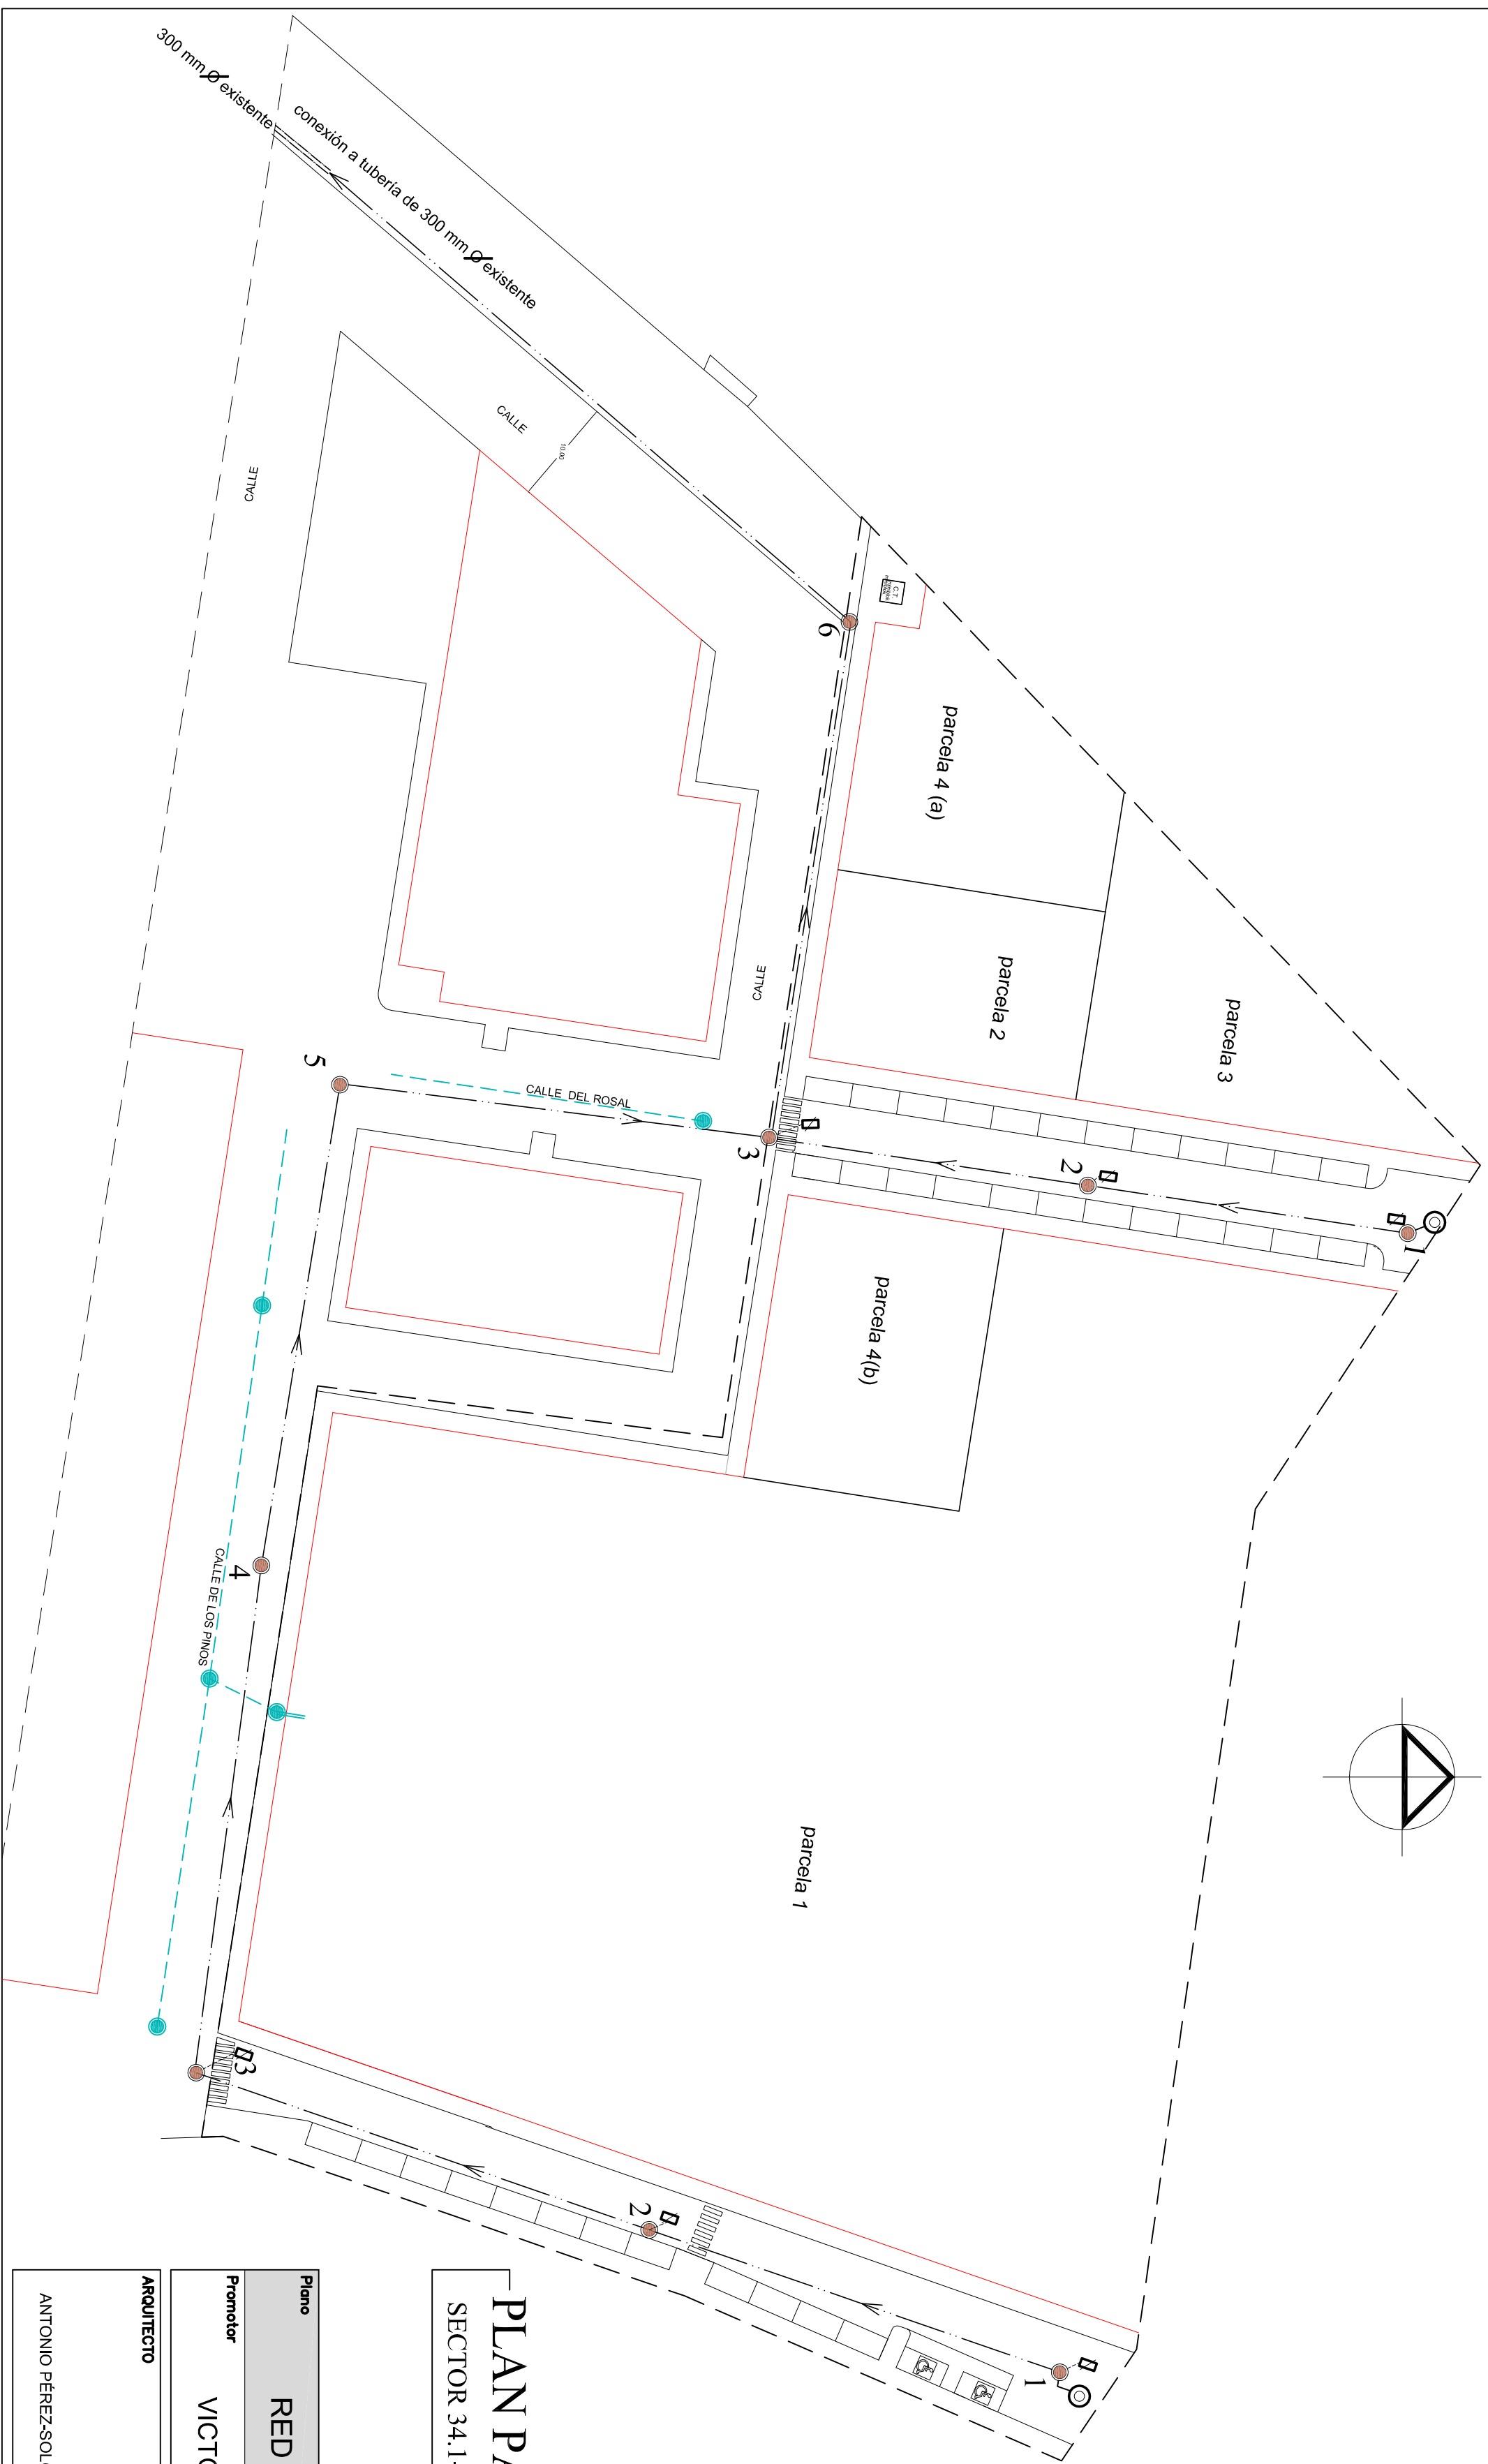 300 mm Ø existente
conexión a tubería de 300 mm Ø existente
CALLE
CALLE
10.00
6
C.T.
parcela 4 (a)
parcela 3
parcela 2
CALLE
5
CALLE DEL ROSAL
3
2
1
parcela 4(b)
4
CALLE DE LOS PINOS
parcela 1
3
2
1
PLAN PA
SECTOR 34.1-
Plano
RED
Promotor
VICTO
ARQUITECTO
ANTONIO PÉREZ-SOL